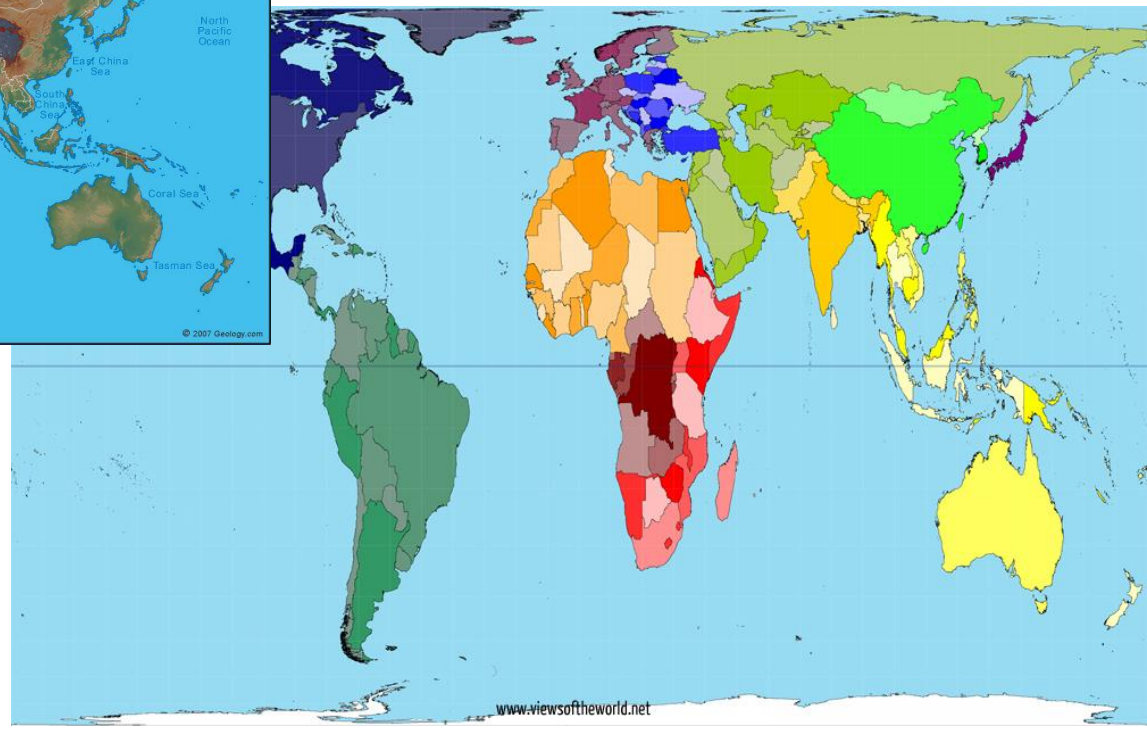 North
Pacific
Ocean
East China
Sea
South
China
Sea
Coral Sea
Tasman Sea
© 2007 Geology.com
www.viewsoftheworld.net